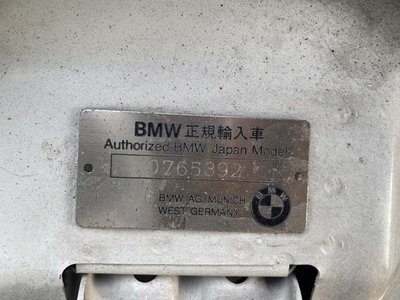 BMW正規輸入車
Authorized BMW Japan Model
0765392
BMW AG MUNICH
WEST-GERMANY